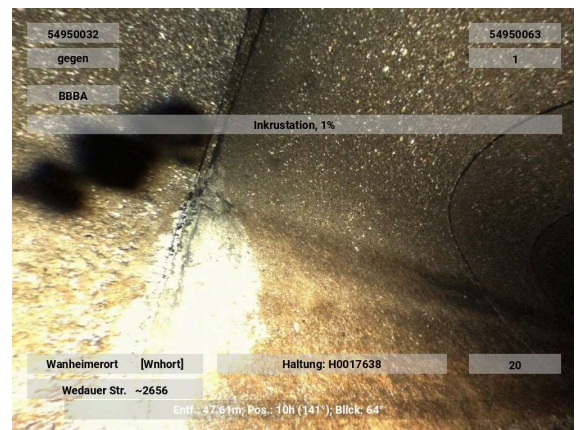 54950032 54950063
gegen 1
BBBA
Inkrustation, 1%
Wanheimerort [Wnhort] Haltung: H0017638 20
Wedauer Str. ~2656
Entf.: 47.61m; Pos.: 10h (141°); Blick: 64°